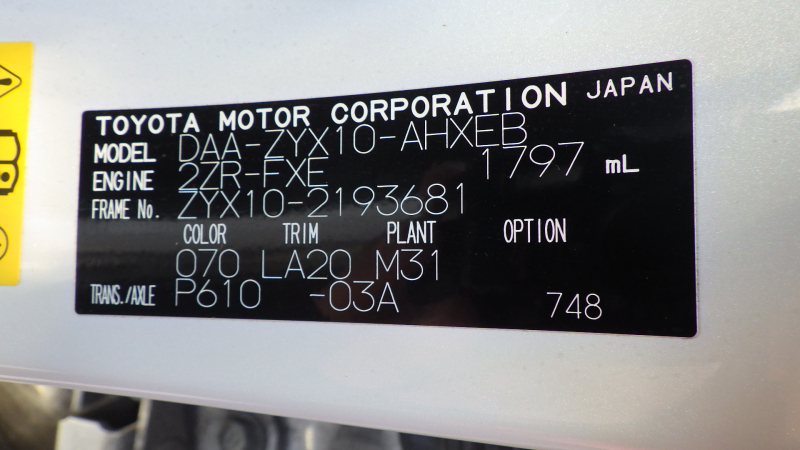 TOYOTA MOTOR CORPORATION JAPAN
MODEL DAA-ZYX10-AHXEB
ENGINE 2ZR-FXE 1797 mL
FRAME No. ZYX10-2193681
COLOR TRIM PLANT OPTION
070 LA20 M31
TRANS./AXLE P610 -03A 748